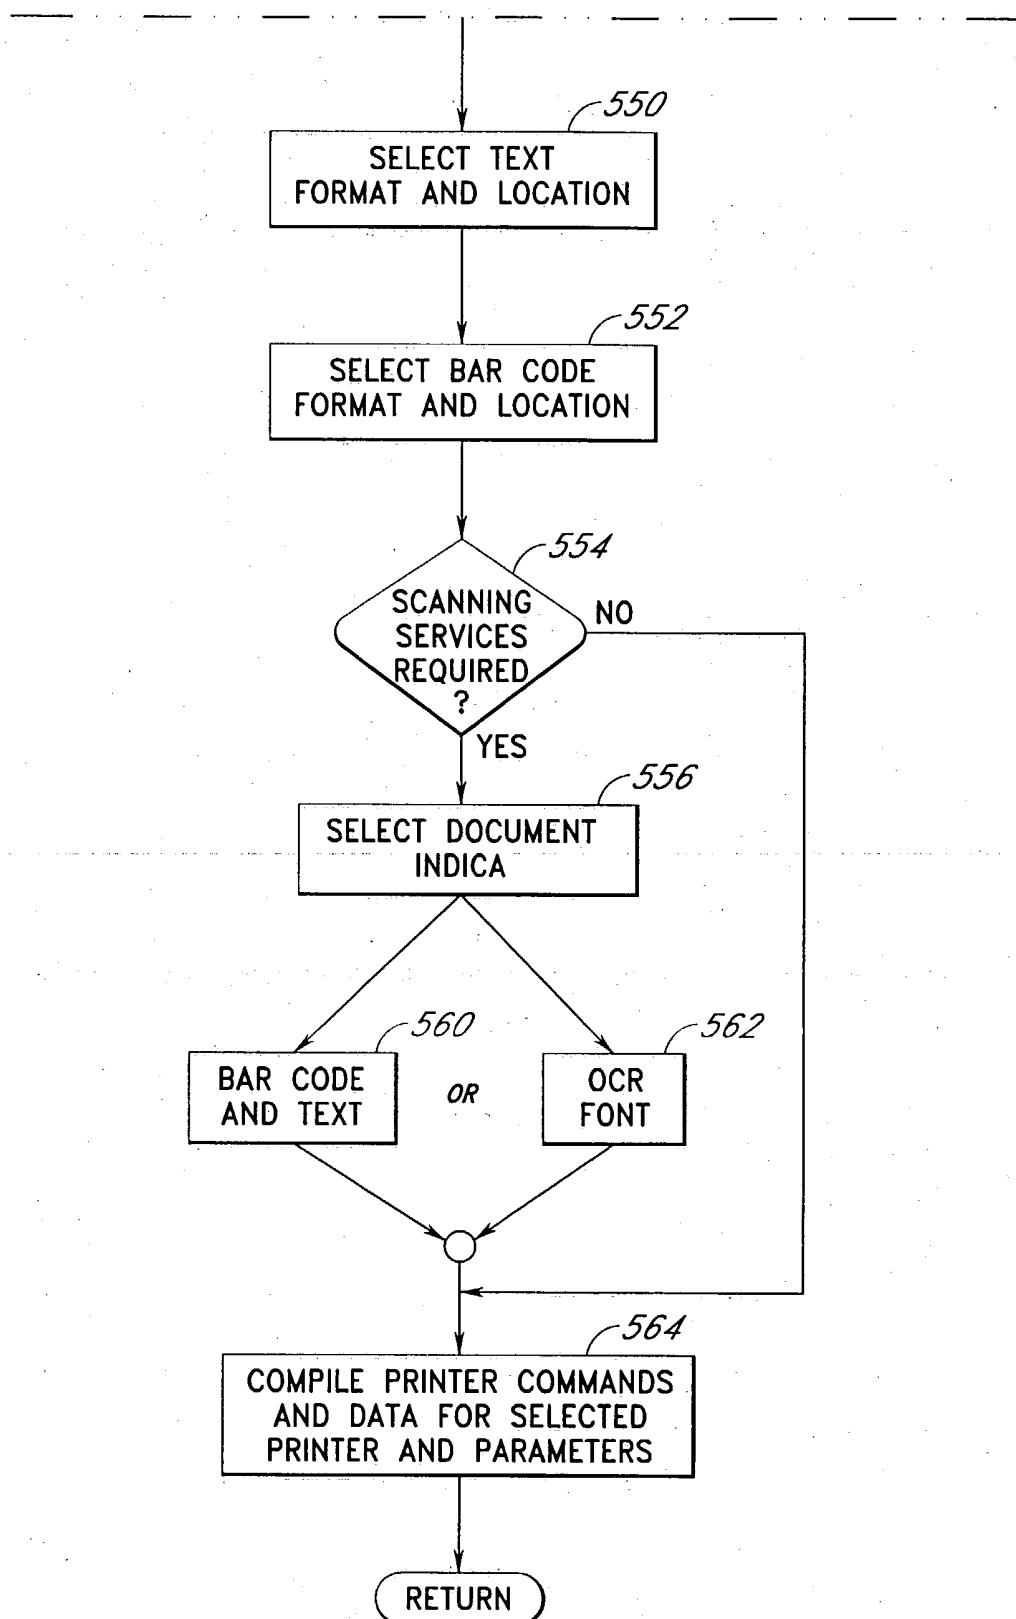 550
SELECT TEXT
FORMAT AND LOCATION
552
SELECT BAR CODE
FORMAT AND LOCATION
554
SCANNING
SERVICES
REQUIRED
?
NO
YES
556
SELECT DOCUMENT
INDICA
560
BAR CODE
AND TEXT
OR
562
OCR
FONT
564
COMPILE PRINTER COMMANDS
AND DATA FOR SELECTED
PRINTER AND PARAMETERS
RETURN